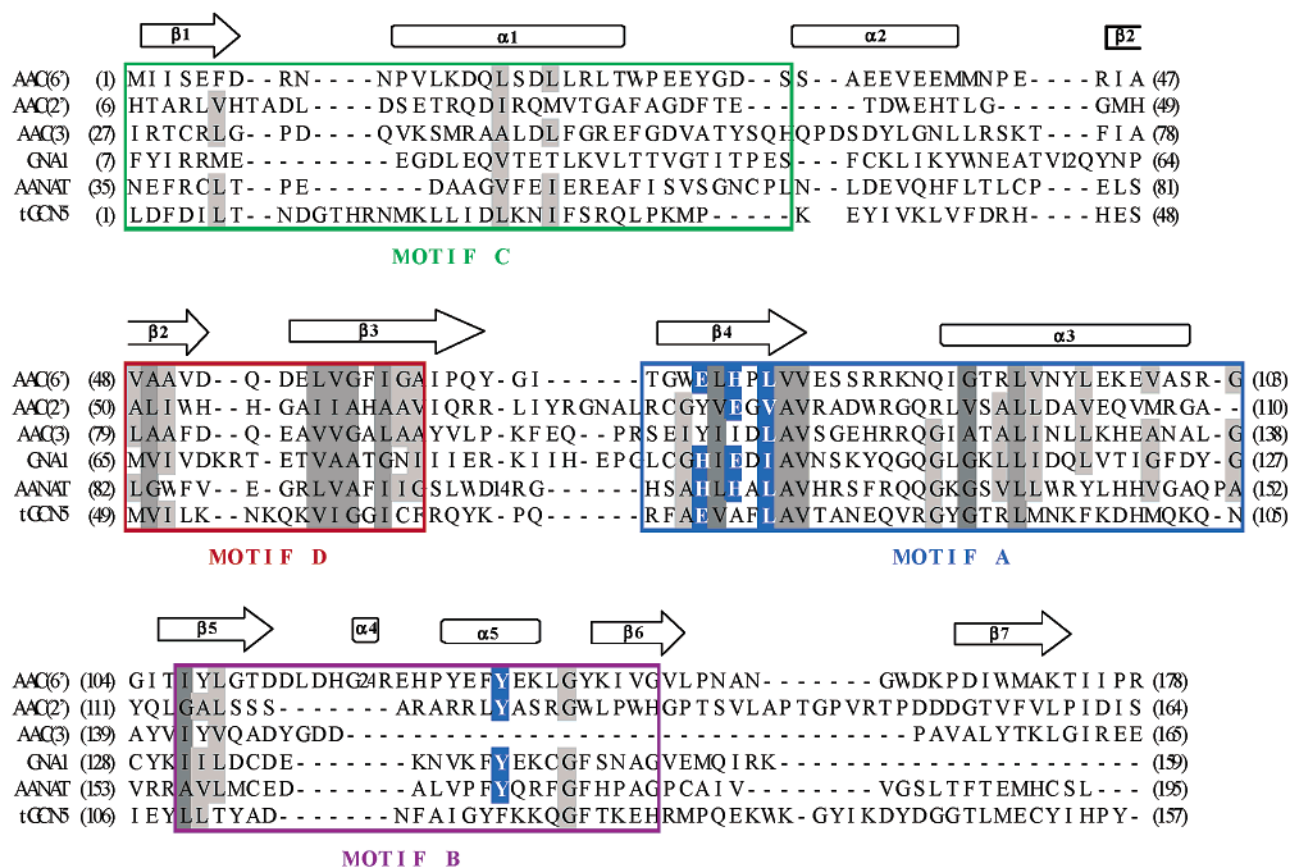 β1 α1 α2 β2
AAC(6') (1) MIISEFD--RN----NPVLKDQLSDLLRLTWPEEYGD--SS--AEEVEEMMNPE---RIA (47)
AAC(2') (6) HTARLVHTADL---DSETRQDIRQMVTGAFAGDFTE-------TDWEHTLG------GMH (49)
AAC(3) (27) IRTCRLG--PD---QVKSMRAALDLFGREFGDVATYSQHQPDSDYLGNLLRSKT--FIA (78)
GNA1 (7) FYIRRME---------EGDLEQVTETLKVLTTVGTITPES---FCKLIKYWNEATV12QYNP (64)
AANAT (35) NEFRCLT--PE-------DAAGVFEIEREAFISVSGNCPLN--LDEVQHFLTLCP---ELS (81)
tGCN5 (1) LDFDILT--NDGTHRNMKLLIDLKNIFSRQLPKMP-----K--EYIVKLVFDRH----HES (48)
MOTIF C
β2 β3 β4 α3
AAC(6') (48) VAAVD--Q-DELVGFIGAIPQY-GI-----TGWELHPLVVESSRRKNQIGTRLVNYLEKEVASR-G (103)
AAC(2') (50) ALIWH--H-GAIIAHAAVIQRR-LIYRGNALRCGYVEGVAVRADWRGQRLVSALLDAVEQVMRGA-- (110)
AAC(3) (79) LAAFD--Q-EAVVGALAAYVLP-KFEQ--PRSEIYIIDLAVSGEHRRQGIATALINLLKHEANAL-G (138)
GNA1 (65) MVIVDKRT-ETVAATGNIIIER-KIIH-EPGLCGHIEDIAVNSKYQGQGLGKLLIDQLVTIGFDY-G (127)
AANAT (82) LGWFV--E-GRLVAFIIGSLWD14RG------HSAHLHALAVHRSFRQQGKGSVLLWRYLHHVGAQPA (152)
tGCN5 (49) MVILK--NKQKVIGGICFRQYK-PQ------RFAEVAFLAVTANEQVRGYGTRLMNKFKDHMQKQ-N (105)
MOTIF D MOTIF A
β5 α4 α5 β6 β7
AAC(6') (104) GITIYLGTDDLDHG24REHPYEFYEKLGYKIVGVLPNAN-------GWDKPDIWMAKTIIPR (178)
AAC(2') (111) YQLGALSSS-------ARARRLYASRGWLPWHGPTSVLAPTGPVRTPDDDGTVFVLPIDIS (164)
AAC(3) (139) AYVIYVQADYGDD--------------------------------PAVALYTKLGIREE (165)
GNA1 (128) CYKIILDCDE-------KNVKFYEKCGFSNAGVEMQIRK--------------------- (159)
AANAT (153) VRRAVLMCED-------ALVPFYQRFGFHPAGPCAIV--------VGSLTFTEMHCSL--- (195)
tGCN5 (106) IEYLLTYAD--------NFAIGYFKKQGFTKEHRMPQEKWK-GYIKDYDGGTLMECYIHPY- (157)
MOTIF B